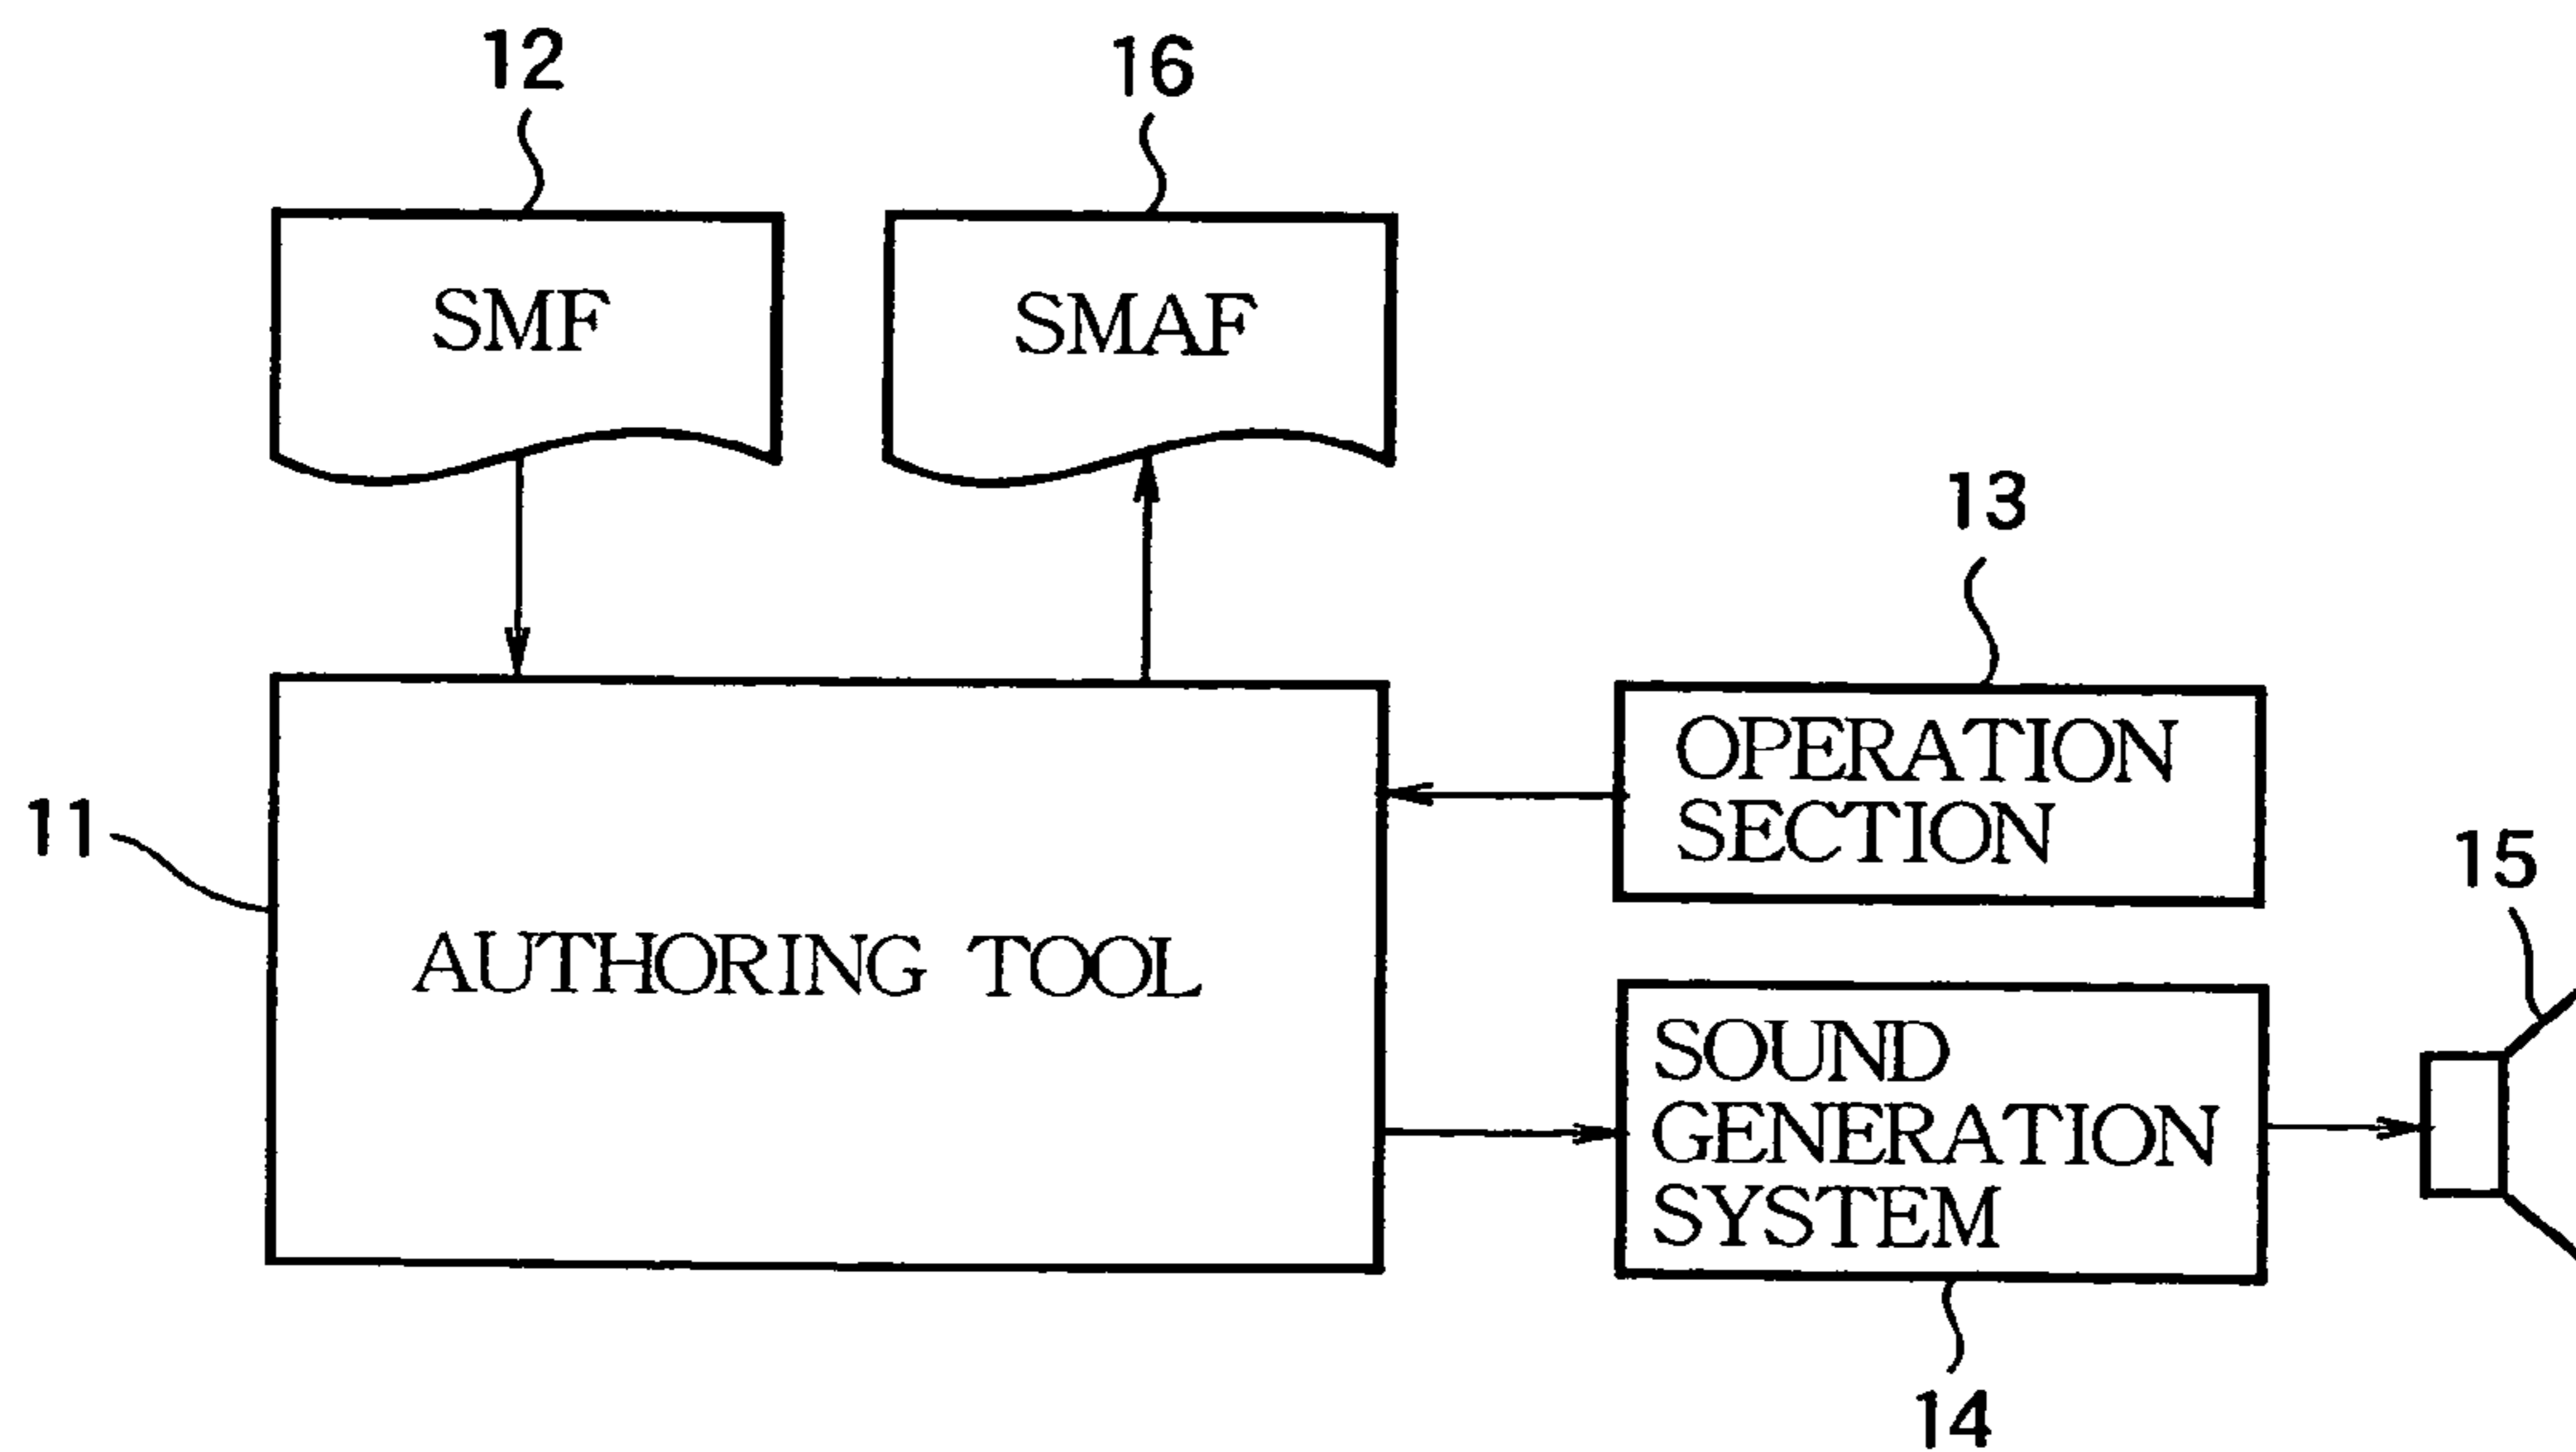 12
16
SMF
SMAF
13
OPERATION
SECTION
11
15
AUTHORING TOOL
SOUND
GENERATION
SYSTEM
14